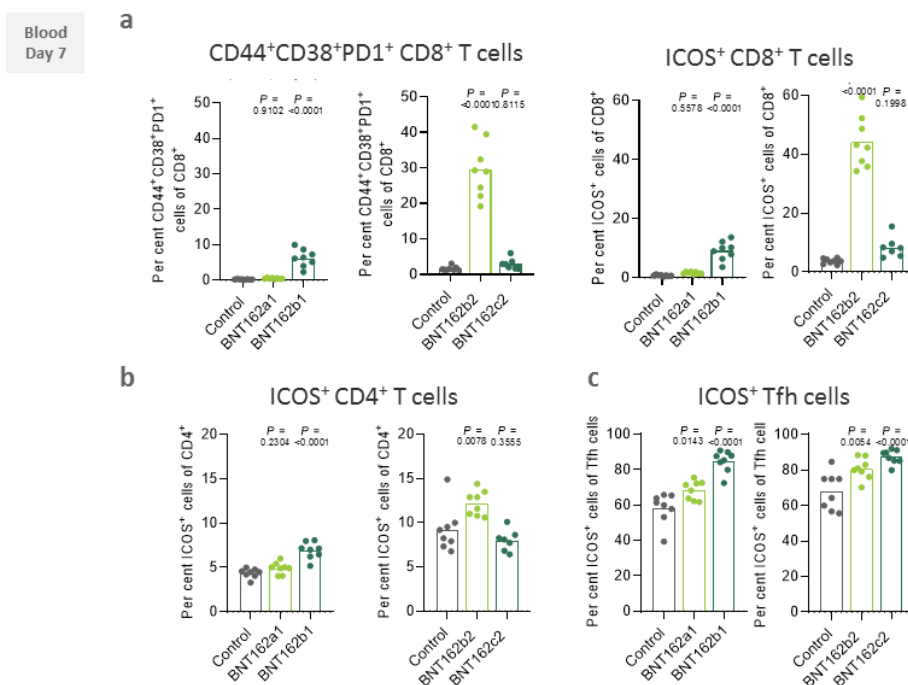 Blood
Day 7
a
CD44+CD38+PD1+ CD8+ T cells
Per cent CD44+CD38+PD1+
cells of CD8+
50
40
30
20
10
0
P = P =
0.9102 <0.0001
Control
BNT162a1
BNT162b1
Per cent CD44+CD38+PD1+
cells of CD8+
50
40
30
20
10
0
P = P =
<0.0001 0.8115
Control
BNT162b2
BNT162c2
ICOS+ CD8+ T cells
Per cent ICOS+ cells of CD8+
60
40
20
0
P = P =
0.5578 <0.0001
Control
BNT162a1
BNT162b1
Per cent ICOS+ cells of CD8+
60
40
20
0
P = P =
<0.0001 0.1998
Control
BNT162b2
BNT162c2
b
ICOS+ CD4+ T cells
Per cent ICOS+ cells of CD4+
20
15
10
5
0
P = P =
0.2304 <0.0001
Control
BNT162a1
BNT162b1
Per cent ICOS+ cells of CD4+
20
15
10
5
0
P = P =
0.0078 0.3555
Control
BNT162b2
BNT162c2
c
ICOS+ Tfh cells
Per cent ICOS+ cells of Tfh cells
100
80
60
40
20
0
P = P =
0.0143 <0.0001
Control
BNT162a1
BNT162b1
Per cent ICOS+ cells of Tfh cell
100
80
60
40
20
0
P = P =
0.0054 <0.0001
Control
BNT162b2
BNT162c2